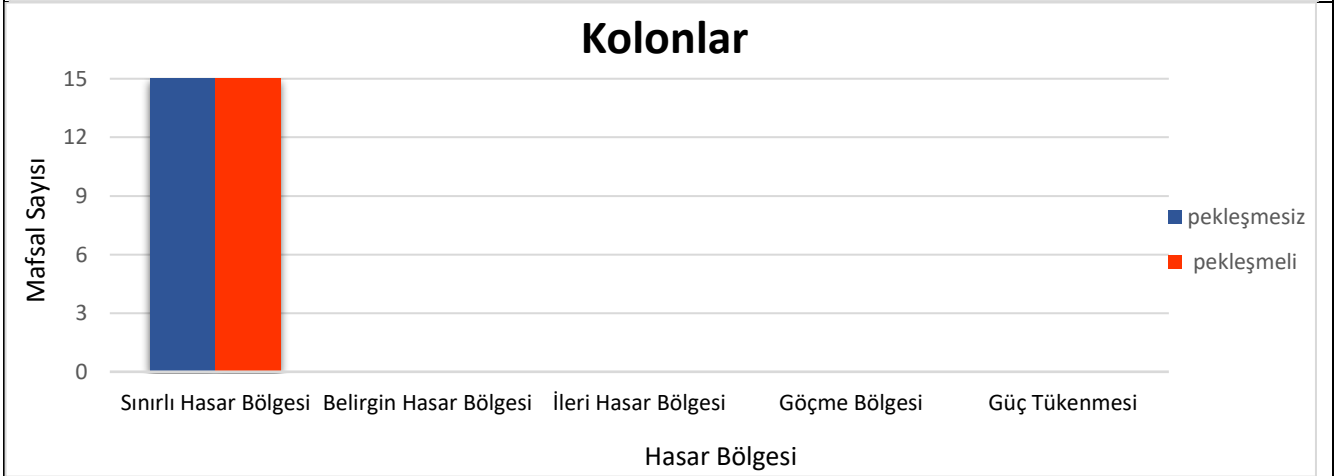 Kolonlar
Mafsal Sayısı
15
12
9
6
3
0
Sınırlı Hasar Bölgesi Belirgin Hasar Bölgesi İleri Hasar Bölgesi Göçme Bölgesi Güç Tükenmesi
Hasar Bölgesi
pekleşmesiz
pekleşmeli